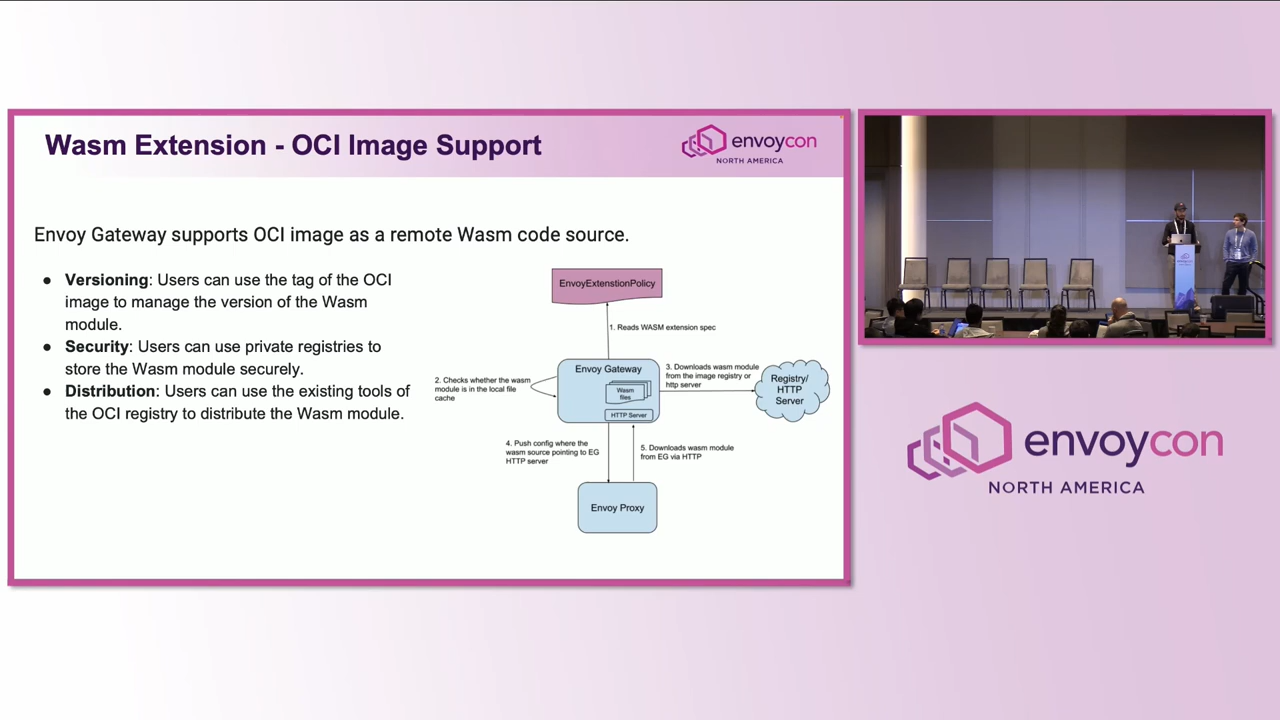 Wasm Extension - OCI Image Support
envoycon
NORTH AMERICA
Envoy Gateway supports OCI image as a remote Wasm code source.
● Versioning: Users can use the tag of the OCI
image to manage the version of the Wasm
module.
● Security: Users can use private registries to
store the Wasm module securely.
● Distribution: Users can use the existing tools of
the OCI registry to distribute the Wasm module.
EnvoyExtenstionPolicy
1. Reads WASM extension spec
2. Checks whether the wasm
module is in the local file
cache
Envoy Gateway
Wasm
files
HTTP Server
3. Downloads wasm module
from the image registry or
http server
Registry/
HTTP
Server
4. Push config where the
wasm source pointing to EG
HTTP server
5. Downloads wasm module
from EG via HTTP
Envoy Proxy
envoycon
NORTH AMERICA